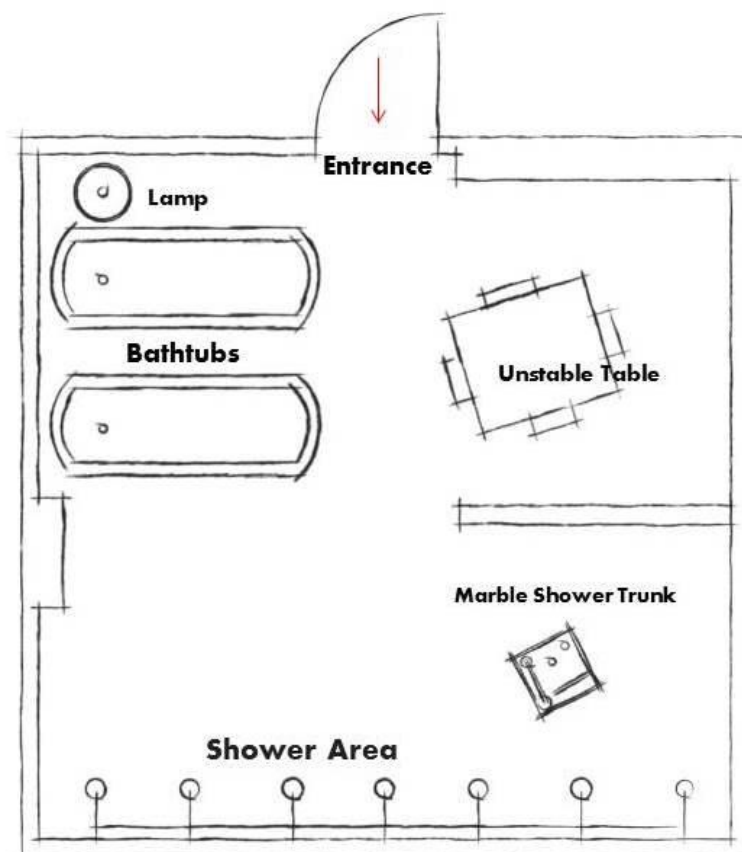 Entrance
Lamp
Bathtubs
Unstable Table
Marble Shower Trunk
Shower Area